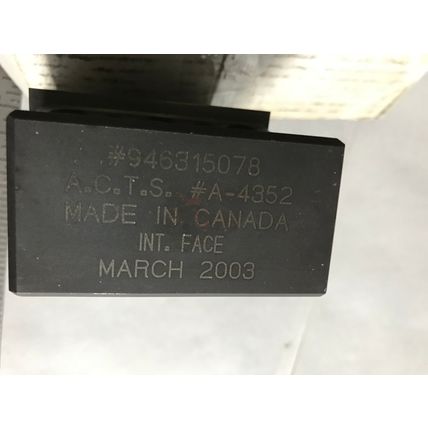 #946315078
A.C.T.S. #A-4352
MADE IN CANADA
INT. FACE
MARCH 2003